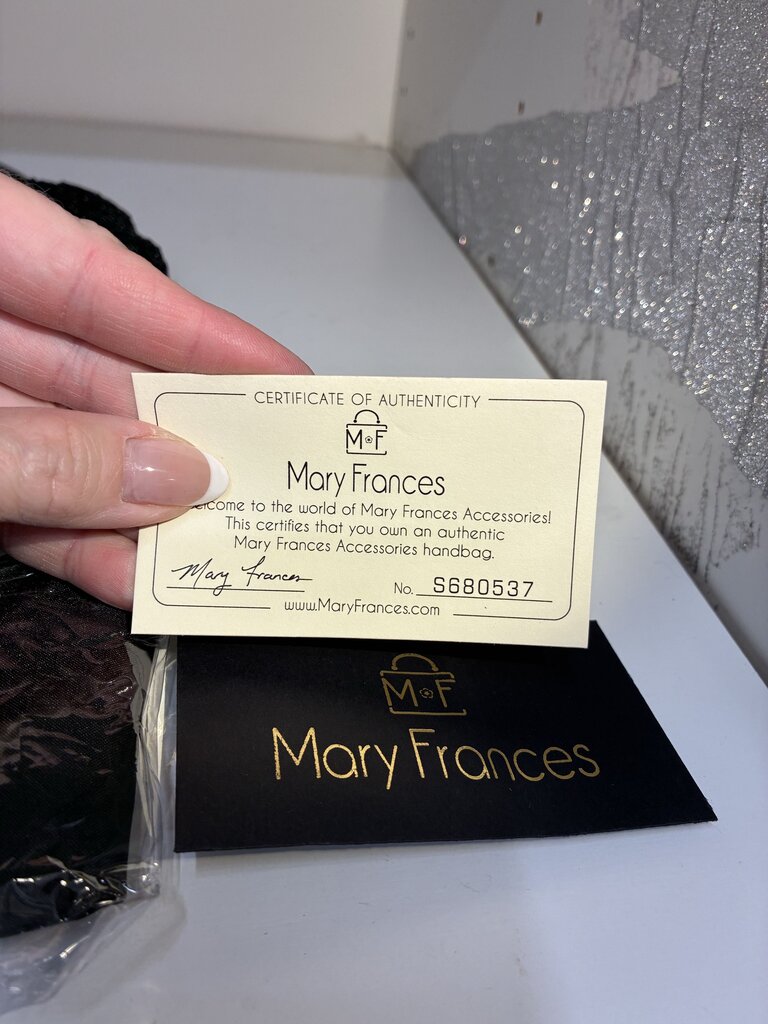 CERTIFICATE OF AUTHENTICITY
M F
Mary Frances
to the world of Mary Frances Accessories!
This certifies that you own an authentic
Mary Frances Accessories handbag.
Mary Frances
No. S680537
www.MaryFrances.com
M F
Mary Frances